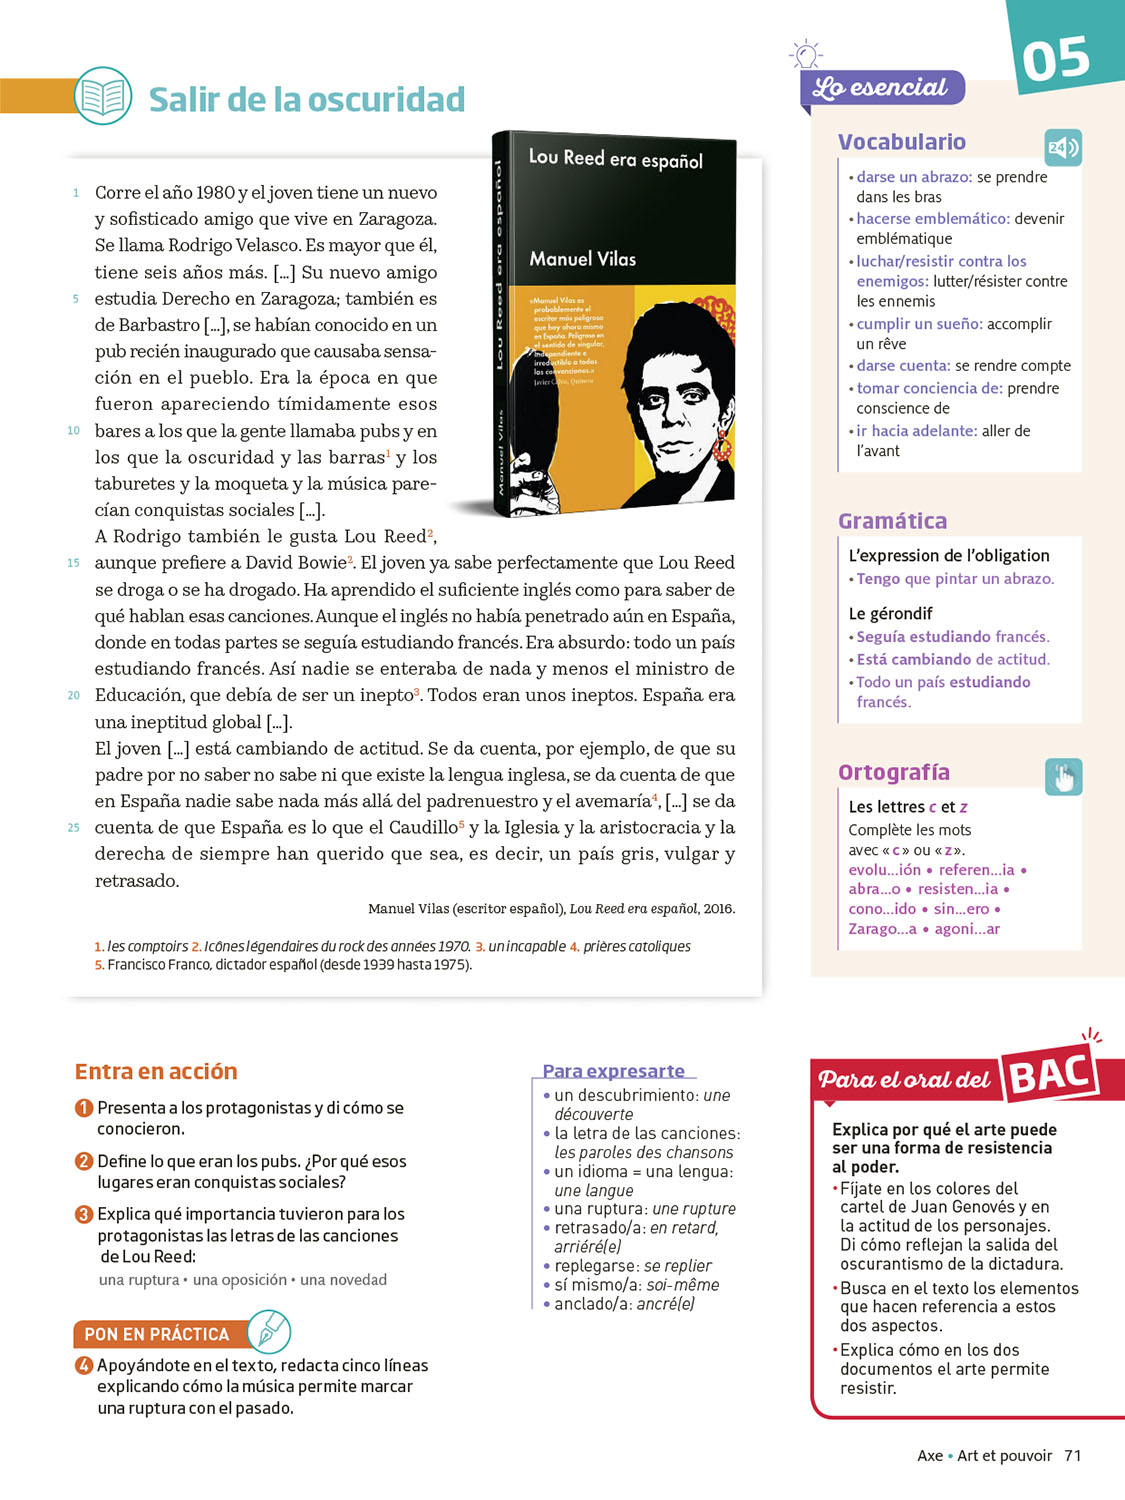 05
Salir de la oscuridad
1 Corre el año 1980 y el joven tiene un nuevo
y sofisticado amigo que vive en Zaragoza.
Se llama Rodrigo Velasco. Es mayor que él,
tiene seis años más. [...] Su nuevo amigo
5 estudia Derecho en Zaragoza; también es
de Barbastro [...], se habían conocido en un
pub recién inaugurado que causaba sensa-
ción en el pueblo. Era la época en que
fueron apareciendo tímidamente esos
10 bares a los que la gente llamaba pubs y en
los que la oscuridad y las barras1 y los
taburetes y la moqueta y la música pare-
cían conquistas sociales [...].
A Rodrigo también le gusta Lou Reed2,
15 aunque prefiere a David Bowie2. El joven ya sabe perfectamente que Lou Reed
se droga o se ha drogado. Ha aprendido el suficiente inglés como para saber de
qué hablan esas canciones. Aunque el inglés no había penetrado aún en España,
donde en todas partes se seguía estudiando francés. Era absurdo: todo un país
estudiando francés. Así nadie se enteraba de nada y menos el ministro de
20 Educación, que debía de ser un inepto3. Todos eran unos ineptos. España era
una ineptitud global [...].
El joven [...] está cambiando de actitud. Se da cuenta, por ejemplo, de que su
padre por no saber no sabe ni que existe la lengua inglesa, se da cuenta de que
en España nadie sabe nada más allá del padrenuestro y el avemaría4, [...] se da
25 cuenta de que España es lo que el Caudillo5 y la Iglesia y la aristocracia y la
derecha de siempre han querido que sea, es decir, un país gris, vulgar y
retrasado.
Manuel Vilas (escritor español), Lou Reed era español, 2016.
1. les comptoirs 2. Icônes légendaires du rock des années 1970. 3. un incapable 4. prières catoliques
5. Francisco Franco, dictador español (desde 1939 hasta 1975).
Lou Reed era español
Manuel Vilas
«Manuel Vilas es
probablemente el
escritor más peligroso
que hay ahora mismo
en España. Peligroso en
el sentido de singular,
independiente e
irreductible a todas
las convenciones.»
Javier Calvo, Quimera
Lou Reed era español
Manuel Vilas
Lo esencial
Vocabulario
24
• darse un abrazo: se prendre
dans les bras
• hacerse emblemático: devenir
emblématique
• luchar/resistir contra los
enemigos: lutter/résister contre
les ennemis
• cumplir un sueño: accomplir
un rêve
• darse cuenta: se rendre compte
• tomar conciencia de: prendre
conscience de
• ir hacia adelante: aller de
l'avant
Gramática
L'expression de l'obligation
• Tengo que pintar un abrazo.
Le gérondif
• Seguía estudiando francés.
• Está cambiando de actitud.
• Todo un país estudiando
francés.
Ortografía
Les lettres c et z
Complète les mots
avec « c » ou « z ».
evolu...ión • referen...ia •
abra...o • resisten...ia •
cono...ido • sin...ero •
Zarago...a • agoni...ar
Entra en acción
1 Presenta a los protagonistas y di cómo se
conocieron.
2 Define lo que eran los pubs. ¿Por qué esos
lugares eran conquistas sociales?
3 Explica qué importancia tuvieron para los
protagonistas las letras de las canciones
de Lou Reed:
una ruptura • una oposición • una novedad
PON EN PRÁCTICA
4 Apoyándote en el texto, redacta cinco líneas
explicando cómo la música permite marcar
una ruptura con el pasado.
Para expresarte
• un descubrimiento: une
découverte
• la letra de las canciones:
les paroles des chansons
• un idioma = una lengua:
une langue
• una ruptura: une rupture
• retrasado/a: en retard,
arriéré(e)
• replegarse: se replier
• sí mismo/a: soi-même
• anclado/a: ancré(e)
Para el oral del BAC
Explica por qué el arte puede
ser una forma de resistencia
al poder.
• Fíjate en los colores del
cartel de Juan Genovés y en
la actitud de los personajes.
Di cómo reflejan la salida del
oscurantismo de la dictadura.
• Busca en el texto los elementos
que hacen referencia a estos
dos aspectos.
• Explica cómo en los dos
documentos el arte permite
resistir.
Axe • Art et pouvoir 71